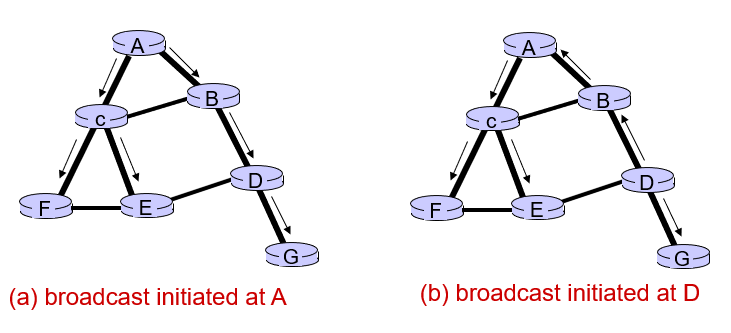 A
A
B
B
c
c
D
D
F
E
F
E
G
G
(a) broadcast initiated at A
(b) broadcast initiated at D